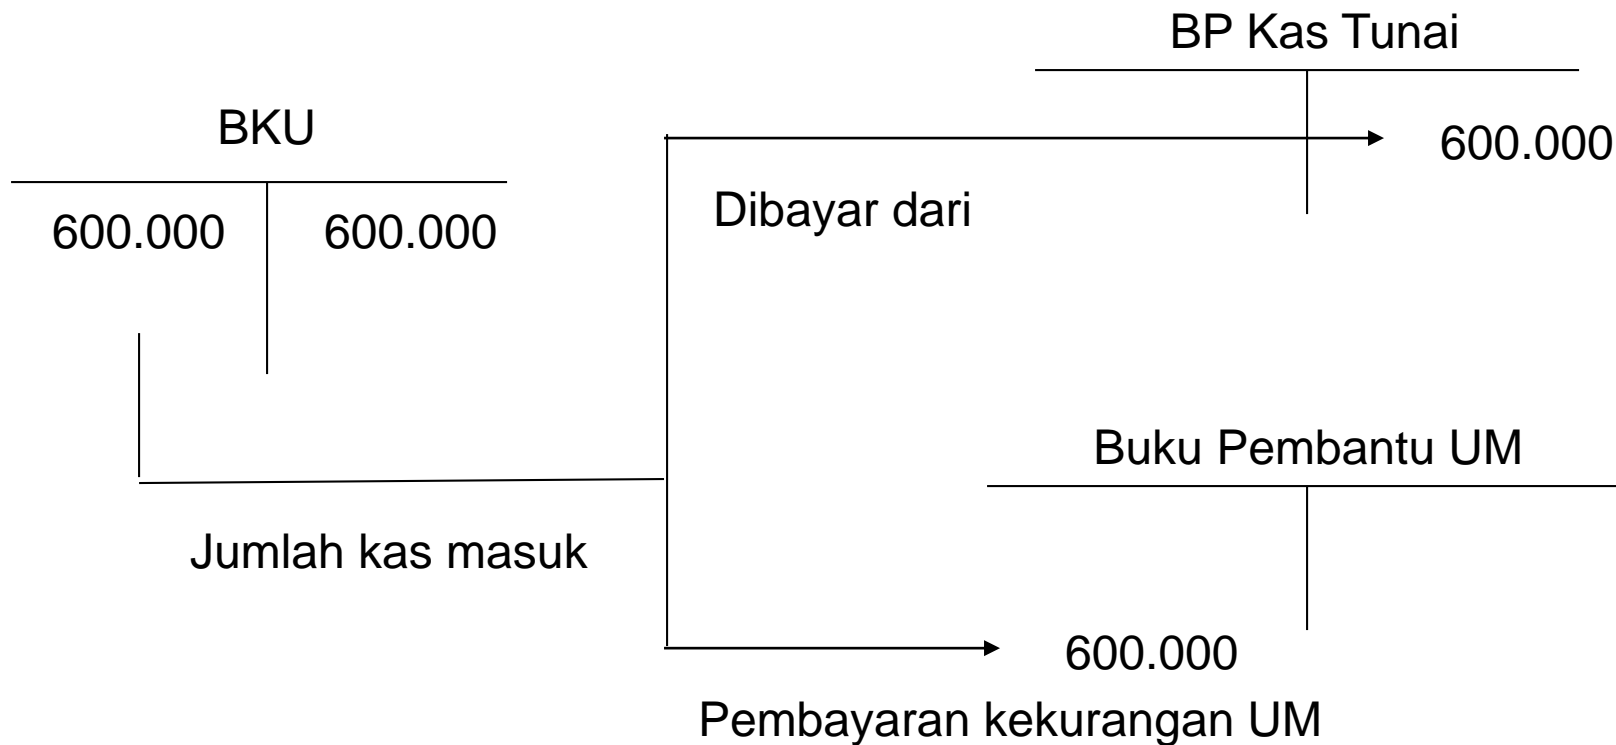 BP Kas Tunai
BKU
600.000
600.000 600.000
Dibayar dari
Buku Pembantu UM
Jumlah kas masuk
600.000
Pembayaran kekurangan UM